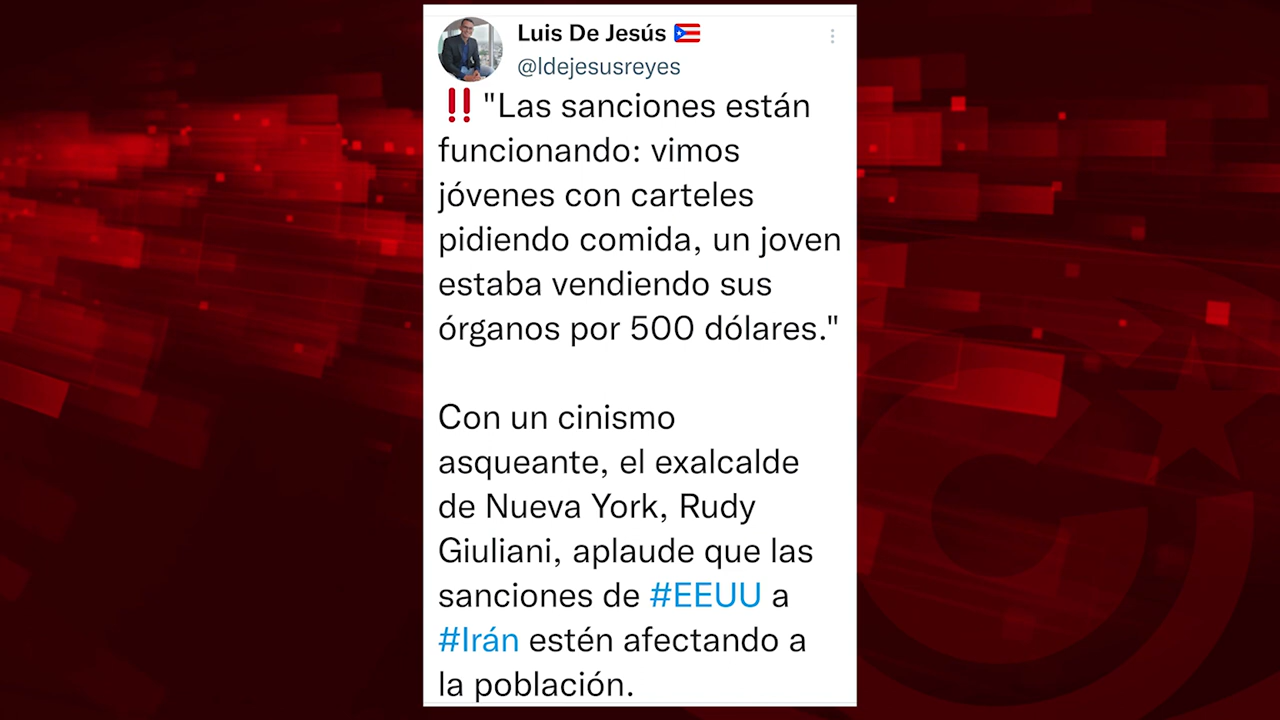 Luis De Jesús 🇵🇷
@ldejesusreyes
‼️ "Las sanciones están
funcionando: vimos
jóvenes con carteles
pidiendo comida, un joven
estaba vendiendo sus
órganos por 500 dólares."
Con un cinismo
asqueante, el exalcalde
de Nueva York, Rudy
Giuliani, aplaude que las
sanciones de #EEUU a
#Irán estén afectando a
la población.